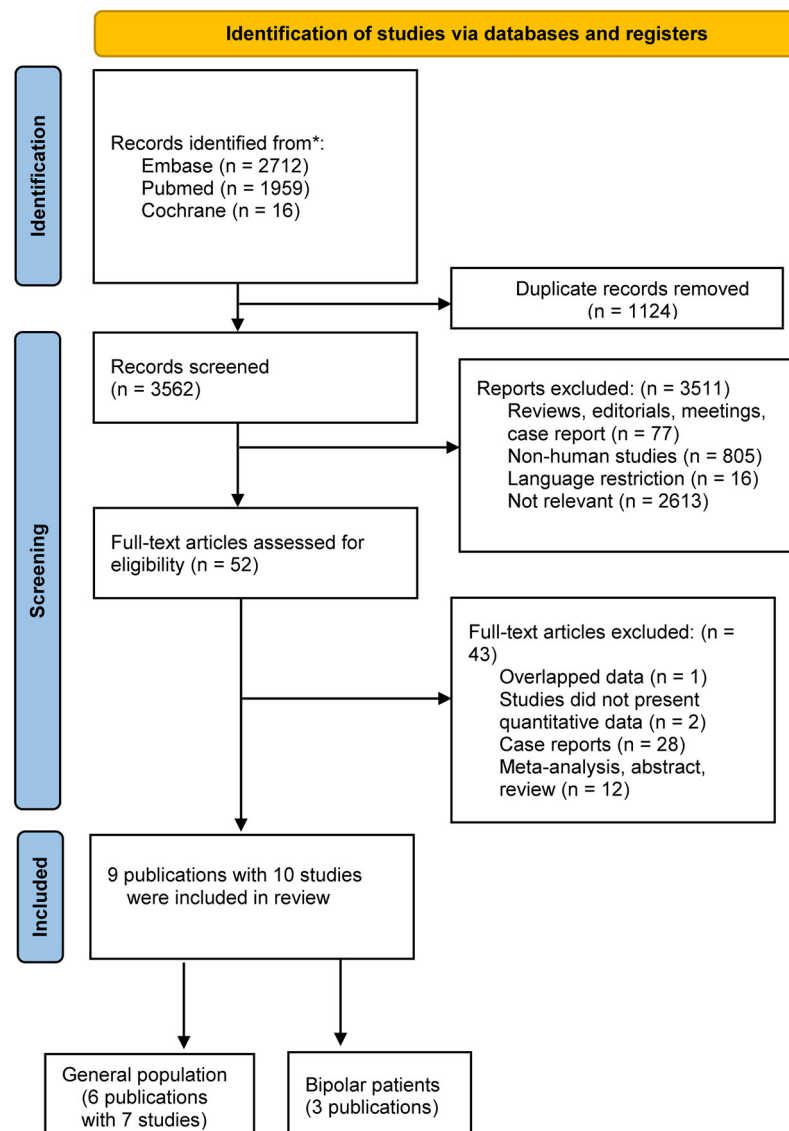 Identification of studies via databases and registers
Identification
Records identified from*:
Embase (n = 2712)
Pubmed (n = 1959)
Cochrane (n = 16)
Duplicate records removed
(n = 1124)
Screening
Records screened
(n = 3562)
Reports excluded: (n = 3511)
Reviews, editorials, meetings,
case report (n = 77)
Non-human studies (n = 805)
Language restriction (n = 16)
Not relevant (n = 2613)
Full-text articles assessed for
eligibility (n = 52)
Full-text articles excluded: (n =
43)
Overlapped data (n = 1)
Studies did not present
quantitative data (n = 2)
Case reports (n = 28)
Meta-analysis, abstract,
review (n = 12)
Included
9 publications with 10 studies
were included in review
General population
(6 publications
with 7 studies)
Bipolar patients
(3 publications)